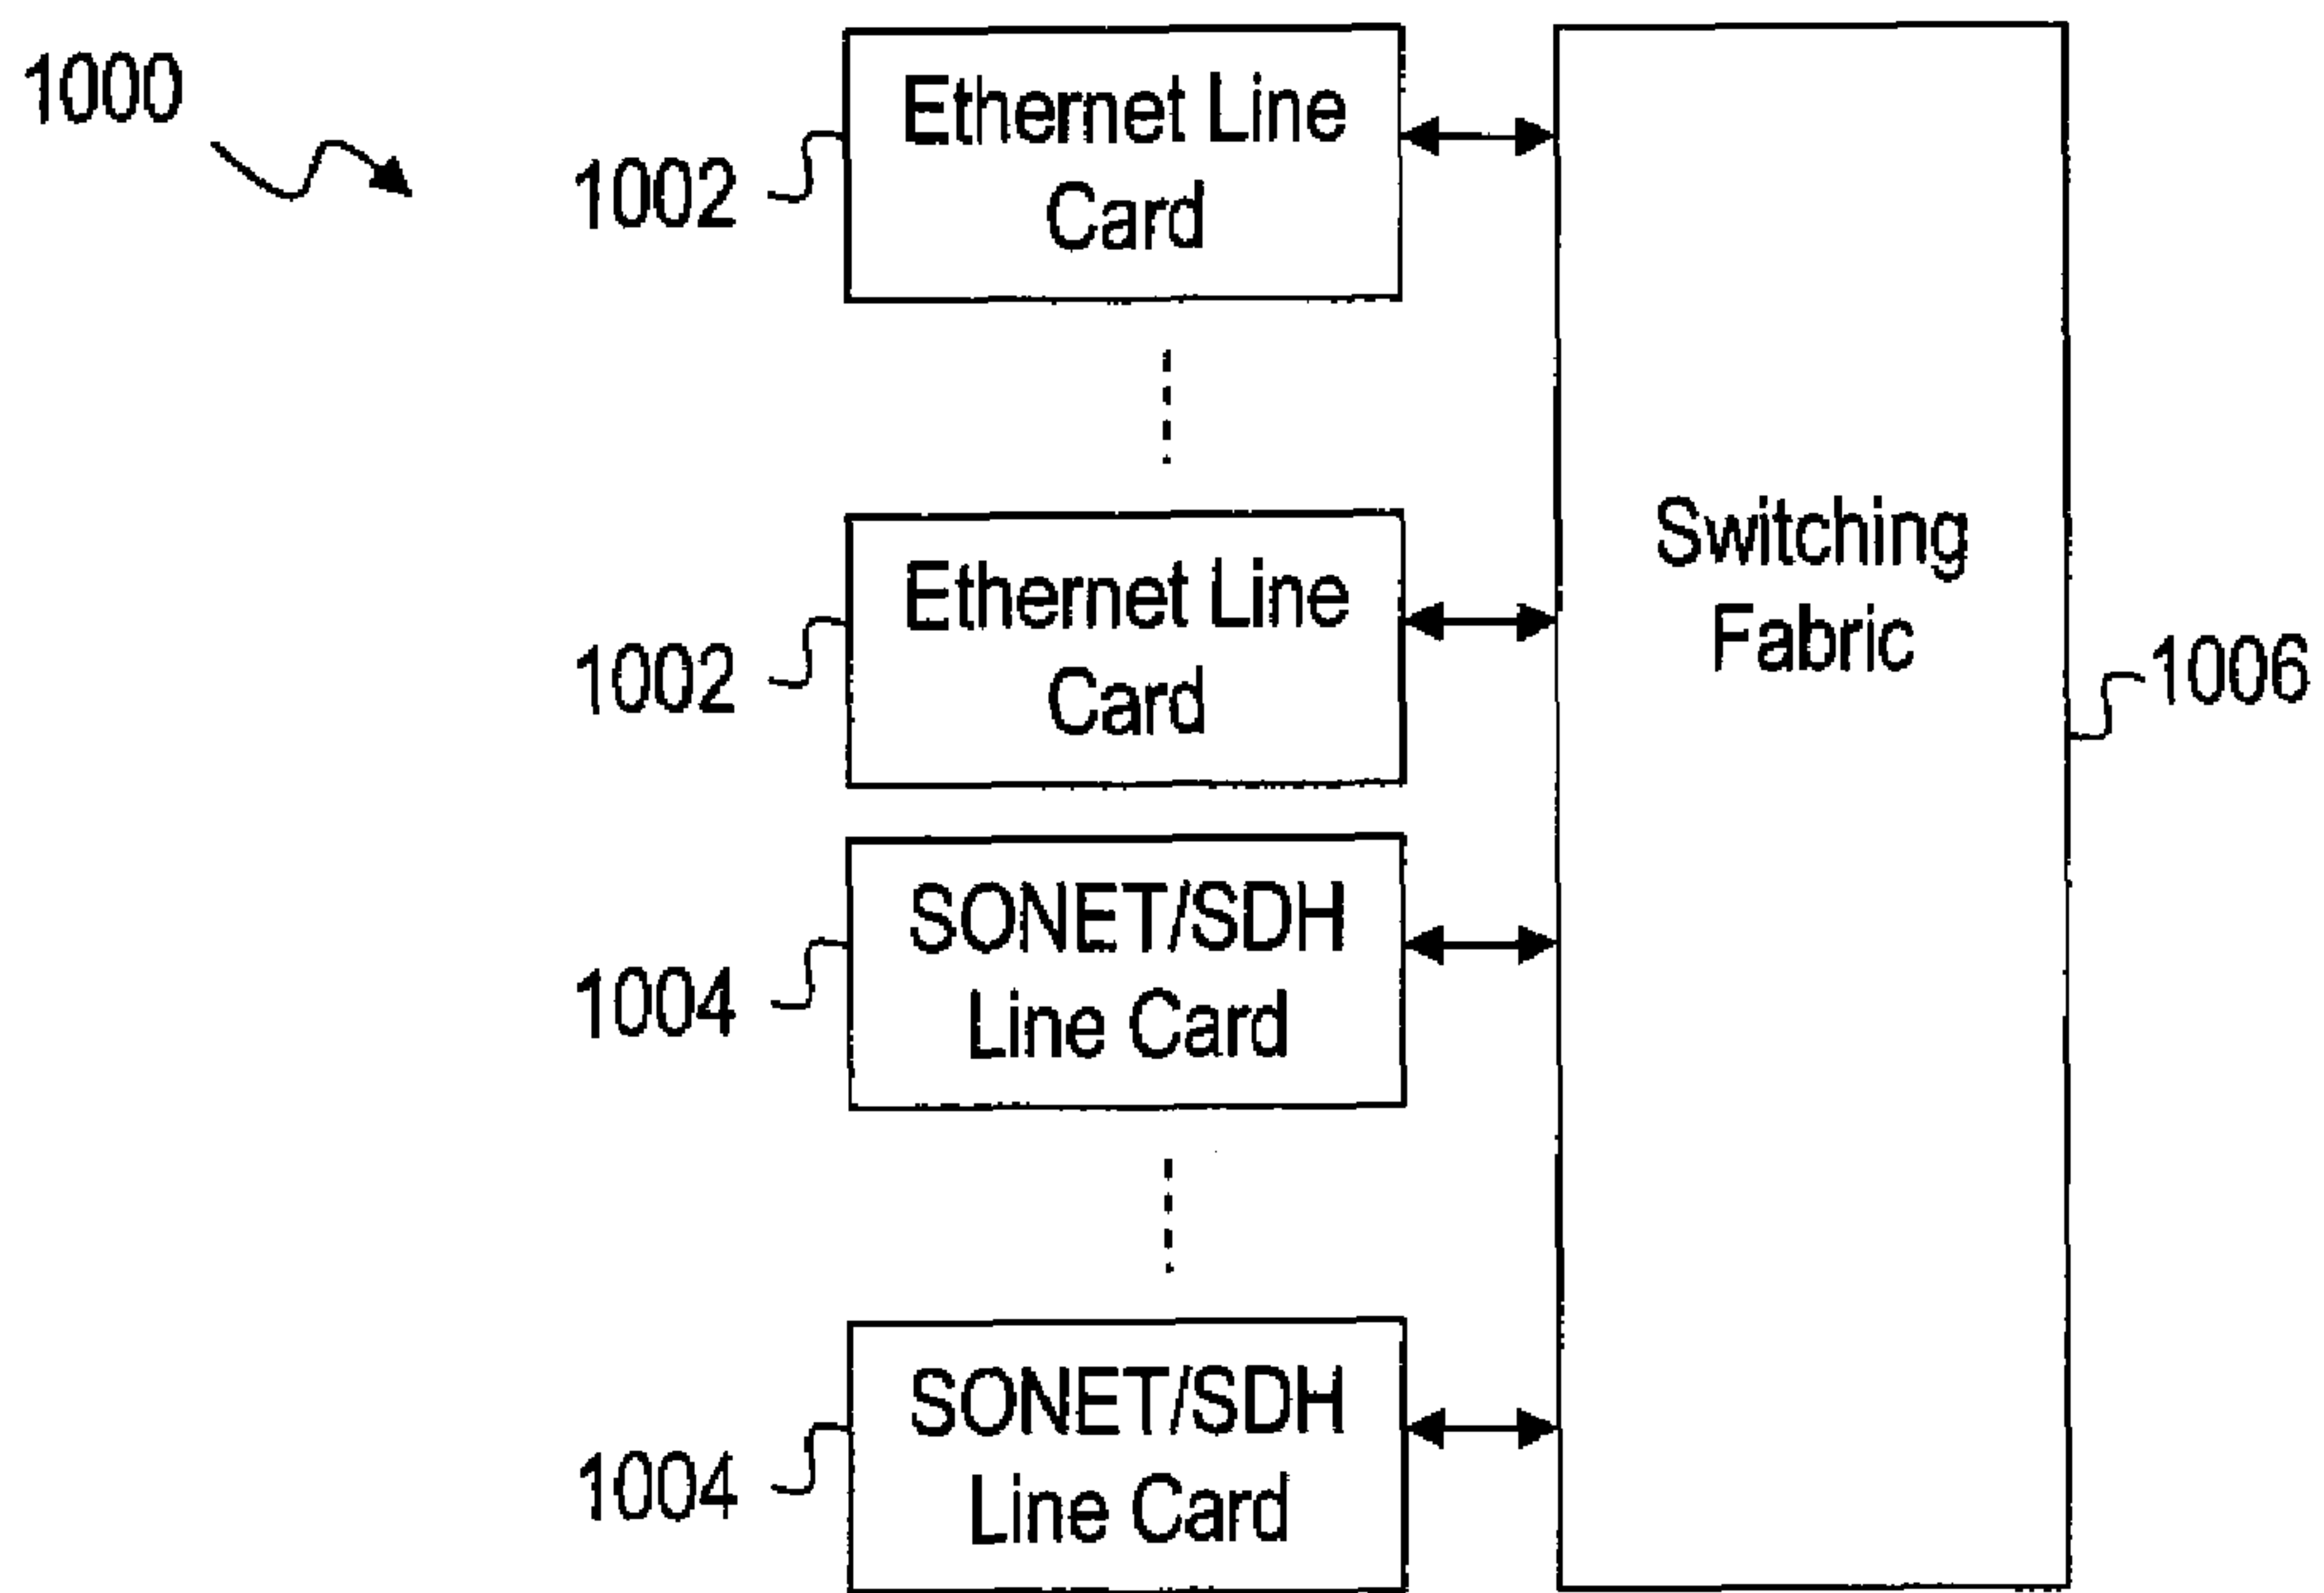 1000
1002
Ethernet Line
Card
1002
Ethernet Line
Card
Switching
Fabric
1006
1004
SONET/SDH
Line Card
1004
SONET/SDH
Line Card